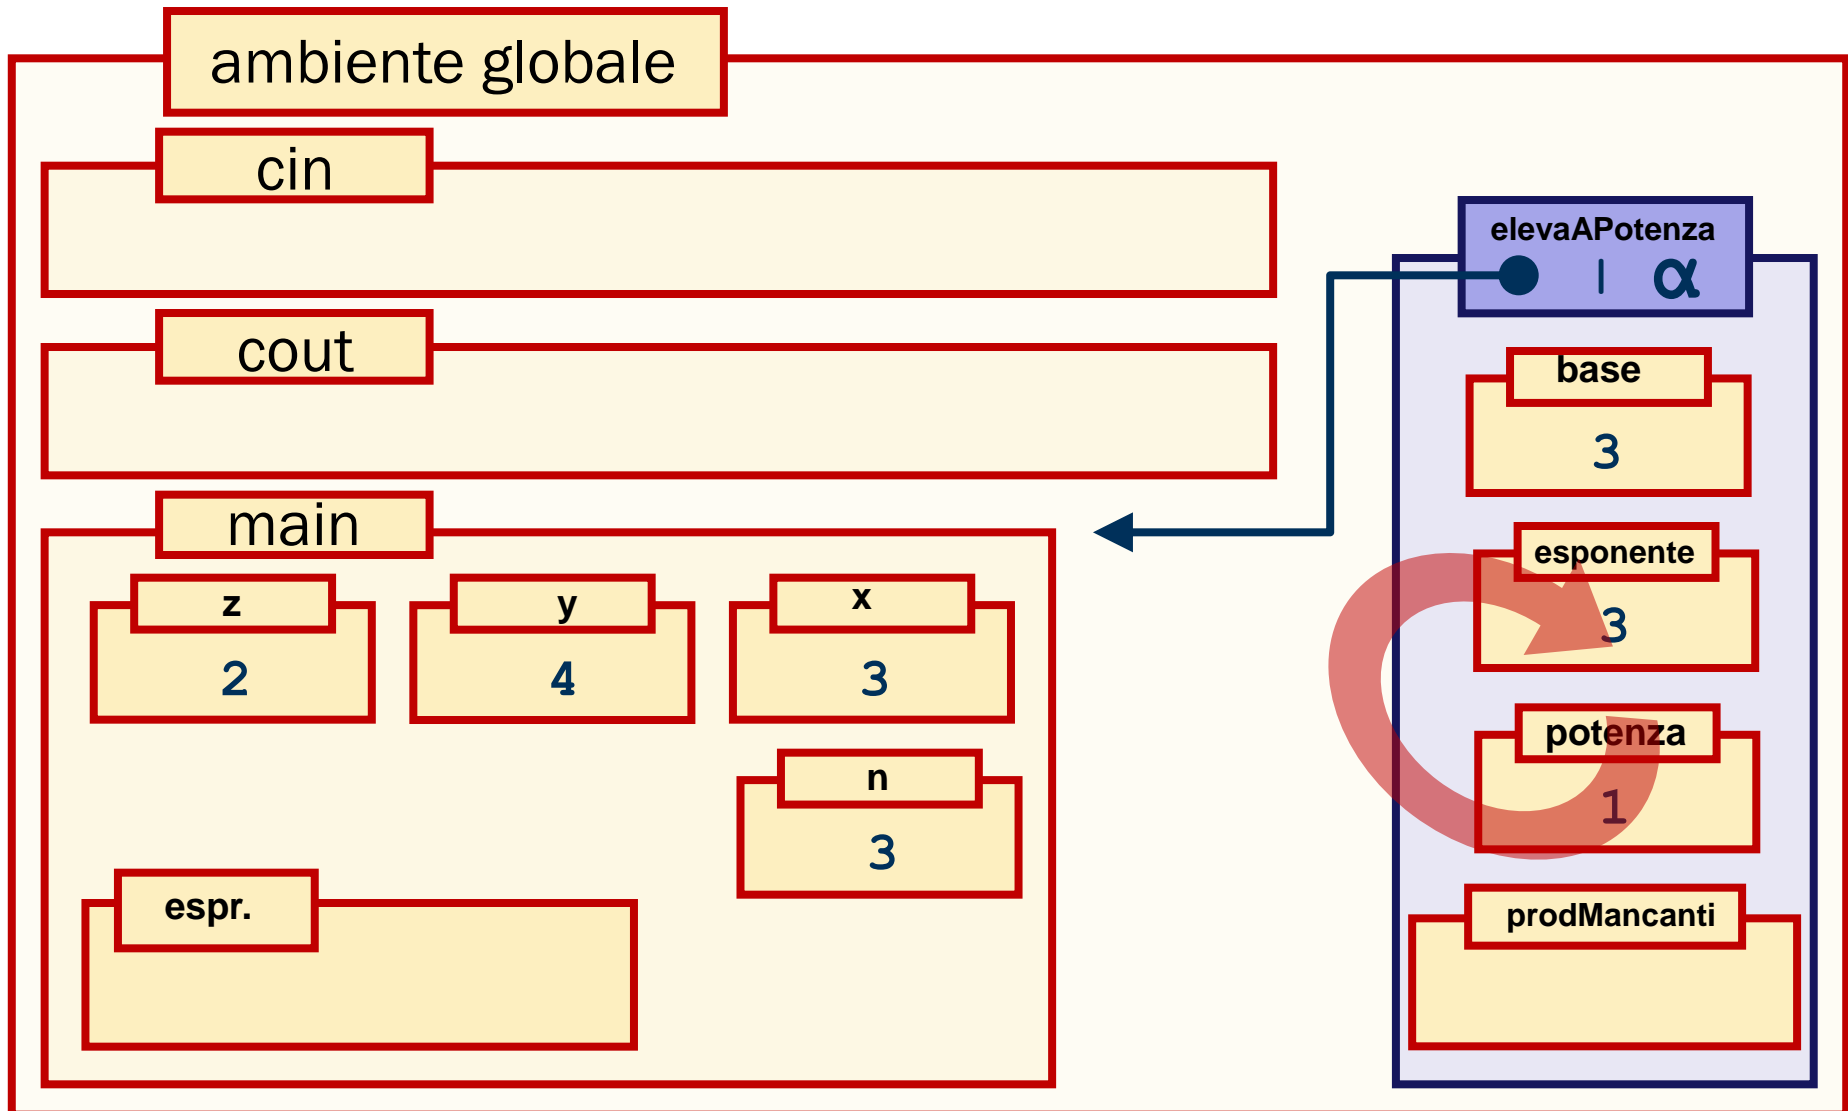 ambiente globale
cin
cout
main
z
2
y
4
x
3
n
3
espr.
elevaAPotenza
| α
base
3
esponente
3
potenza
1
prodMancanti